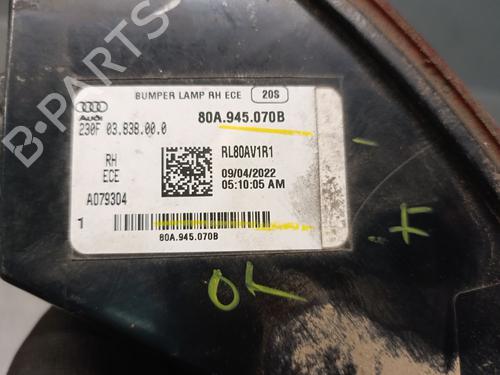 B-PARTS
BUMPER LAMP RH ECE 20S
Audi
80A.945.070B
230F 03.838.00.0
RH
ECE
RL80AV1R1
09/04/2022
05:10:05 AM
A079304
1
80A.945.070B
OK